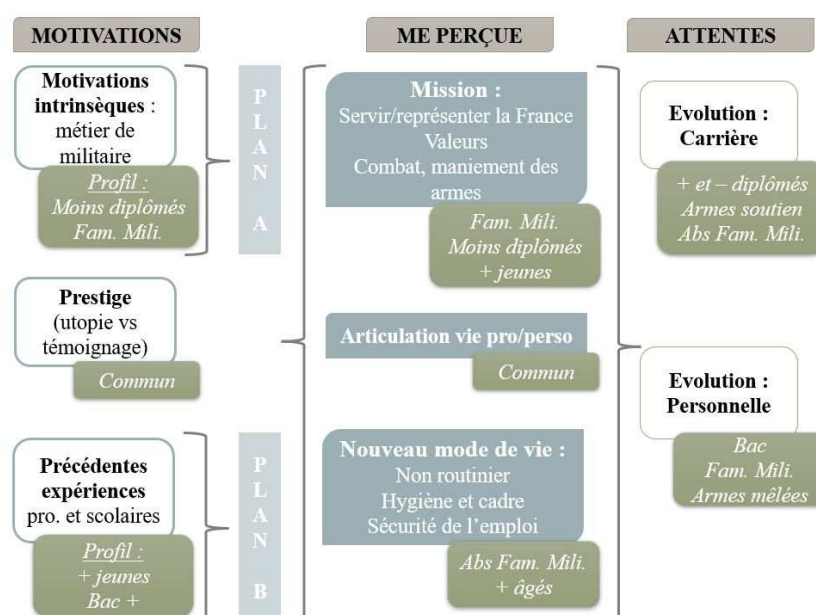 MOTIVATIONS
Motivations
intrinsèques :
métier de
militaire
Profil :
Moins diplômés
Fam. Mili.
Prestige
(utopie vs
témoignage)
Commun
Précédentes
expériences
pro. et scolaires
Profil :
+ jeunes
Bac +
P
L
A
N
A
P
L
A
N
B
ME PERÇUE
Mission :
Servir/représenter la France
Valeurs
Combat, maniement des
armes
Fam. Mili.
Moins diplômés
+ jeunes
Articulation vie pro/perso
Commun
Nouveau mode de vie :
Non routinier
Hygiène et cadre
Sécurité de l’emploi
Abs Fam. Mili.
+ âgés
ATTENTES
Evolution :
Carrière
+ et – diplômés
Armes soutien
Abs Fam. Mili.
Evolution :
Personnelle
Bac
Fam. Mili.
Armes mêlées